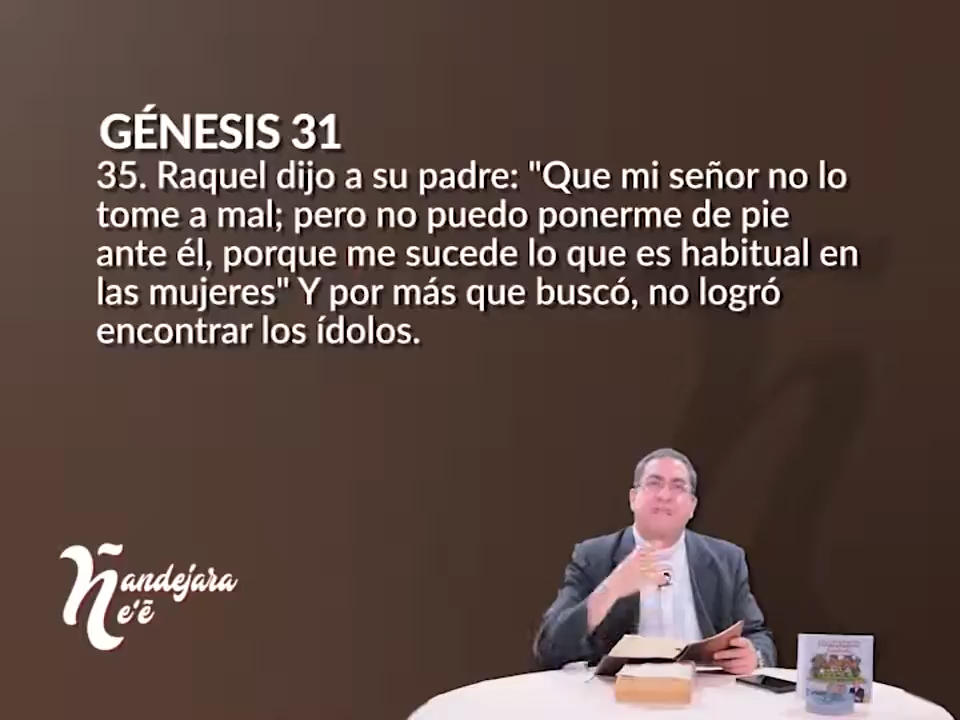 GÉNESIS 31
35. Raquel dijo a su padre: "Que mi señor no lo
tome a mal; pero no puedo ponerme de pie
ante él, porque me sucede lo que es habitual en
las mujeres" Y por más que buscó, no logró
encontrar los ídolos.
Ñandejara
Ñe'ẽ